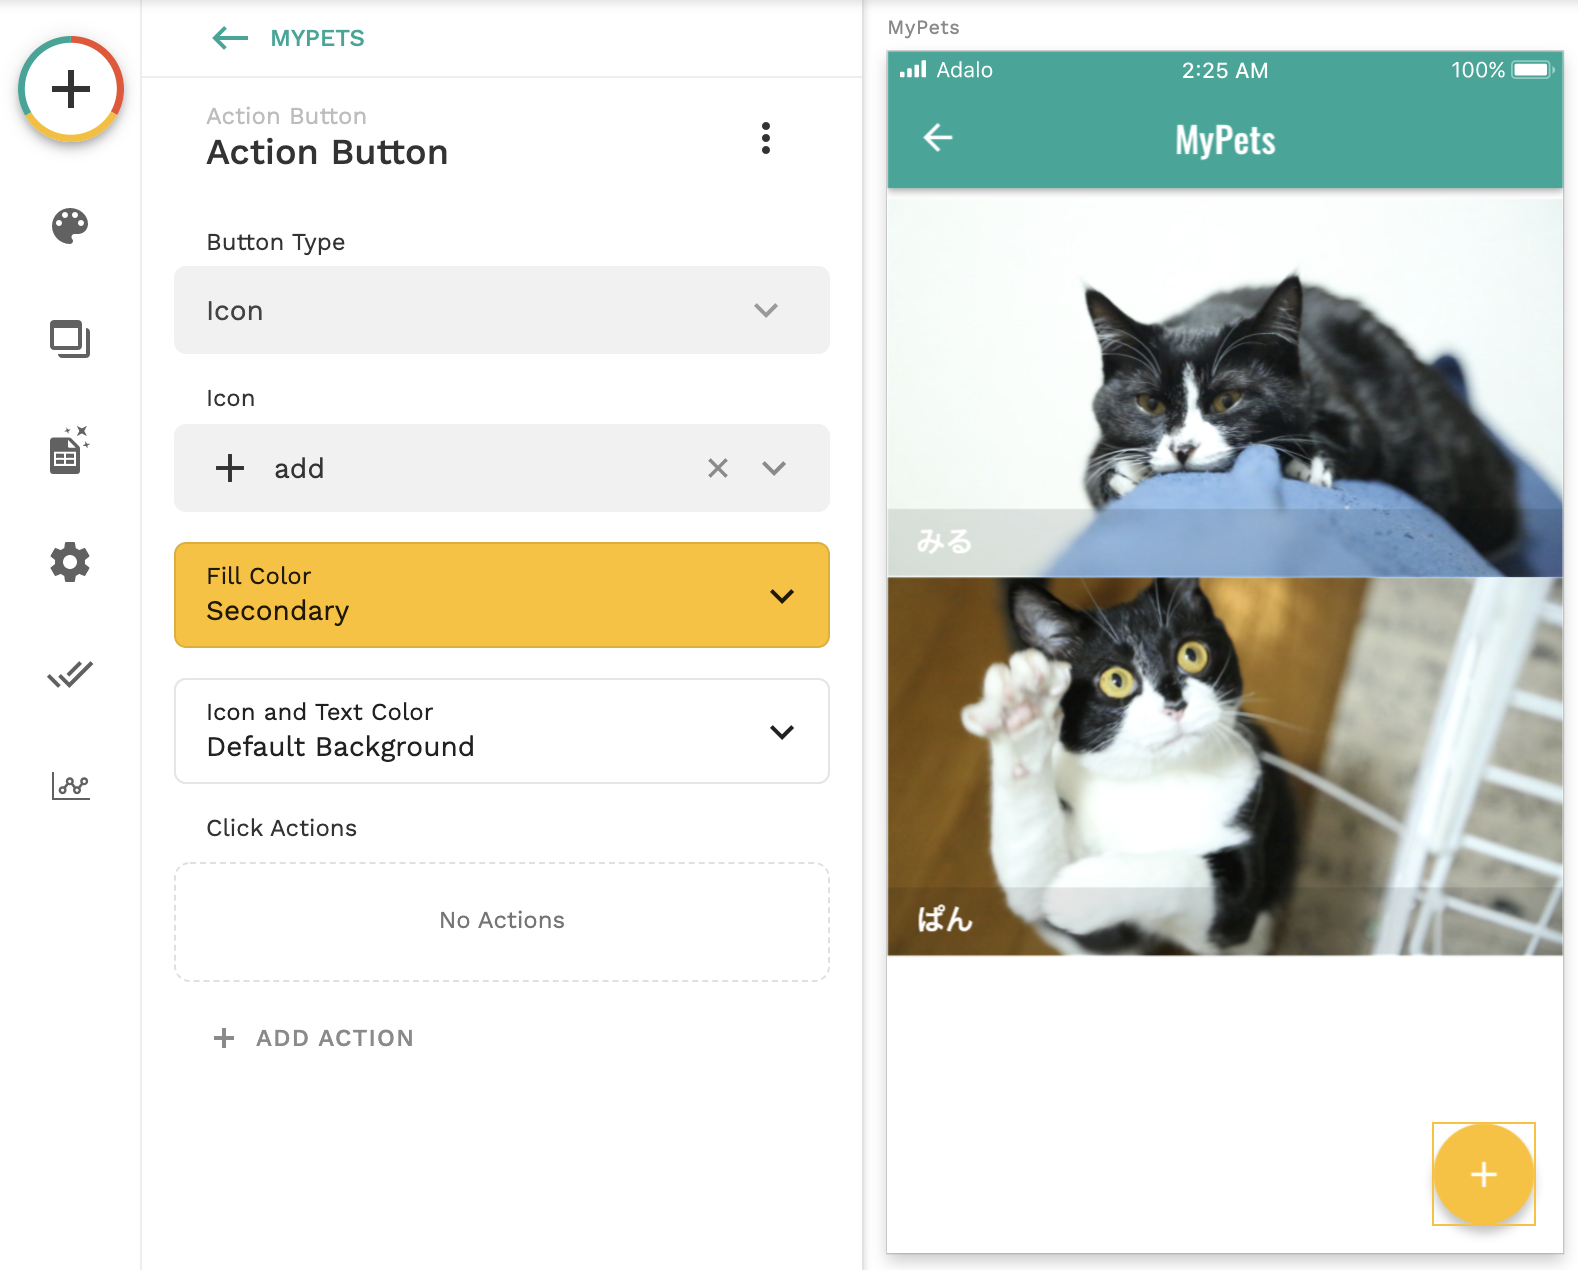 MYPETS
Action Button
Action Button
Button Type
Icon
Icon
add
Fill Color
Secondary
Icon and Text Color
Default Background
Click Actions
No Actions
ADD ACTION
MyPets
Adalo 2:25 AM 100%
MyPets
みる
ぱん